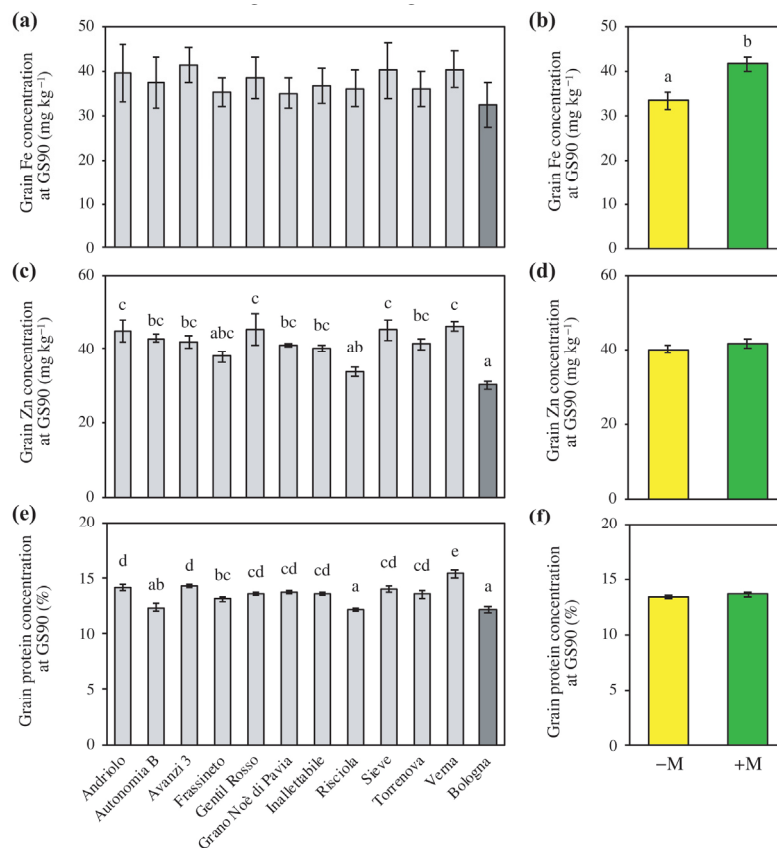 (a)
Grain Fe concentration
at GS90 (mg kg⁻¹)
50
40
30
20
10
0
(b)
Grain Fe concentration
at GS90 (mg kg⁻¹)
50
40
30
20
10
0
a
b
(c)
Grain Zn concentration
at GS90 (mg kg⁻¹)
60
40
20
0
c
bc
bc
abc
c
bc
bc
ab
c
bc
c
a
(d)
Grain Zn concentration
at GS90 (mg kg⁻¹)
60
40
20
0
(e)
Grain protein concentration
at GS90 (%)
20
15
10
5
0
d
ab
d
bc
cd
cd
cd
a
cd
cd
e
a
Andriolo
Autonomia B
Avanzi 3
Frassineto
Gentil Rosso
Grano Noè di Pavia
Inallettabile
Risciola
Sieve
Torrenova
Verna
Bologna
(f)
Grain protein concentration
at GS90 (%)
20
15
10
5
0
−M
+M